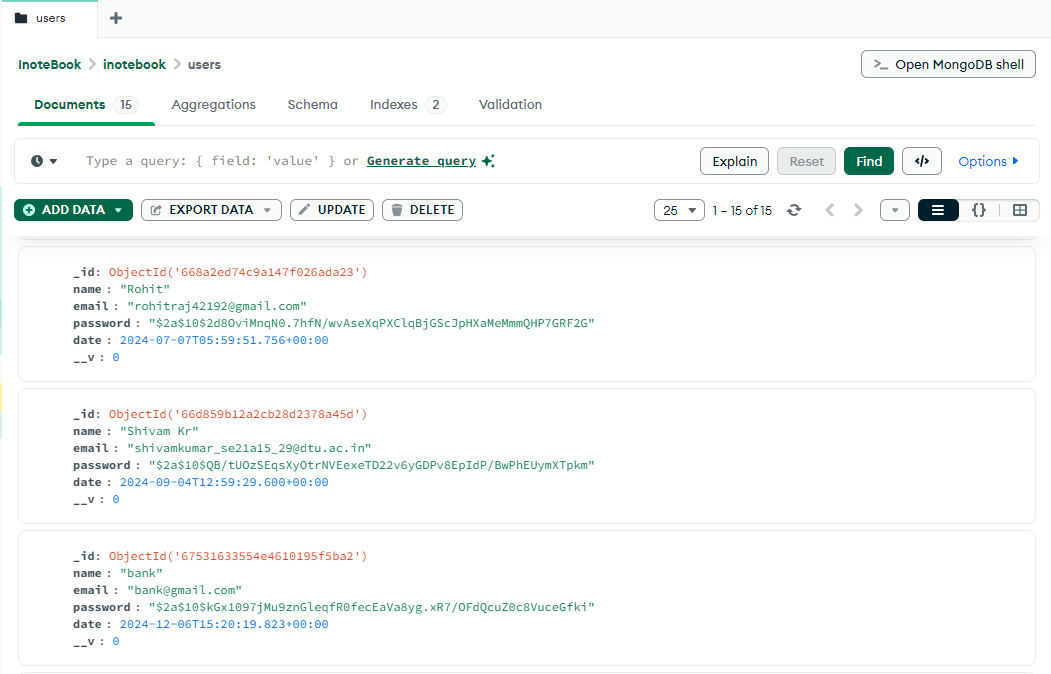 users
InoteBook > inotebook > users
>_ Open MongoDB shell
Documents 15 Aggregations Schema Indexes 2 Validation
Type a query: { field: 'value' } or Generate query
Explain Reset Find </> Options
ADD DATA EXPORT DATA UPDATE DELETE 25 1 – 15 of 15 {}
_id: ObjectId('668a2ed74c9a147f026ada23')
name : "Rohit"
email : "rohitraj42192@gmail.com"
password : "$2a$10$2d8OviMnqN0.7hfN/wvAseXqPXClqBjGScJpHXaMeMmmQHP7GRF2G"
date : 2024-07-07T05:59:51.756+00:00
__v : 0
_id: ObjectId('66d859b12a2cb28d2378a45d')
name : "Shivam Kr"
email : "shivamkumar_se21a15_29@dtu.ac.in"
password : "$2a$10$QB/tUOzSEqsXyOtrNVEexeTD22v6yGDPv8EpIdP/BwPhEUymXTpkm"
date : 2024-09-04T12:59:29.600+00:00
__v : 0
_id: ObjectId('67531633554e4610195f5ba2')
name : "bank"
email : "bank@gmail.com"
password : "$2a$10$kGx1097jMu9znGleqfR0fecEaVa8yg.xR7/OFdQcuZ0c8VuceGfki"
date : 2024-12-06T15:20:19.823+00:00
__v : 0